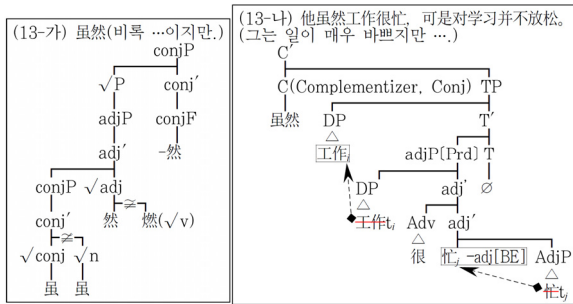 (13-가) 虽然(비록 …이지만.)
conjP
√P conj′
adjP conjF
adj′ -然
conjP √adj
conj′ 然 ≆ 燃(√v)
≆
√conj √n
虽 虽
(13-나) 他虽然工作很忙, 可是对学习并不放松。
(그는 일이 매우 바쁘지만 ….)
C′
C(Complementizer, Conj) TP
虽然 DP T′
工作i adjP[Prd] T
DP adj′ ∅
工作ti Adv adj′
很 忙j -adj[BE] AdjP
忙tj